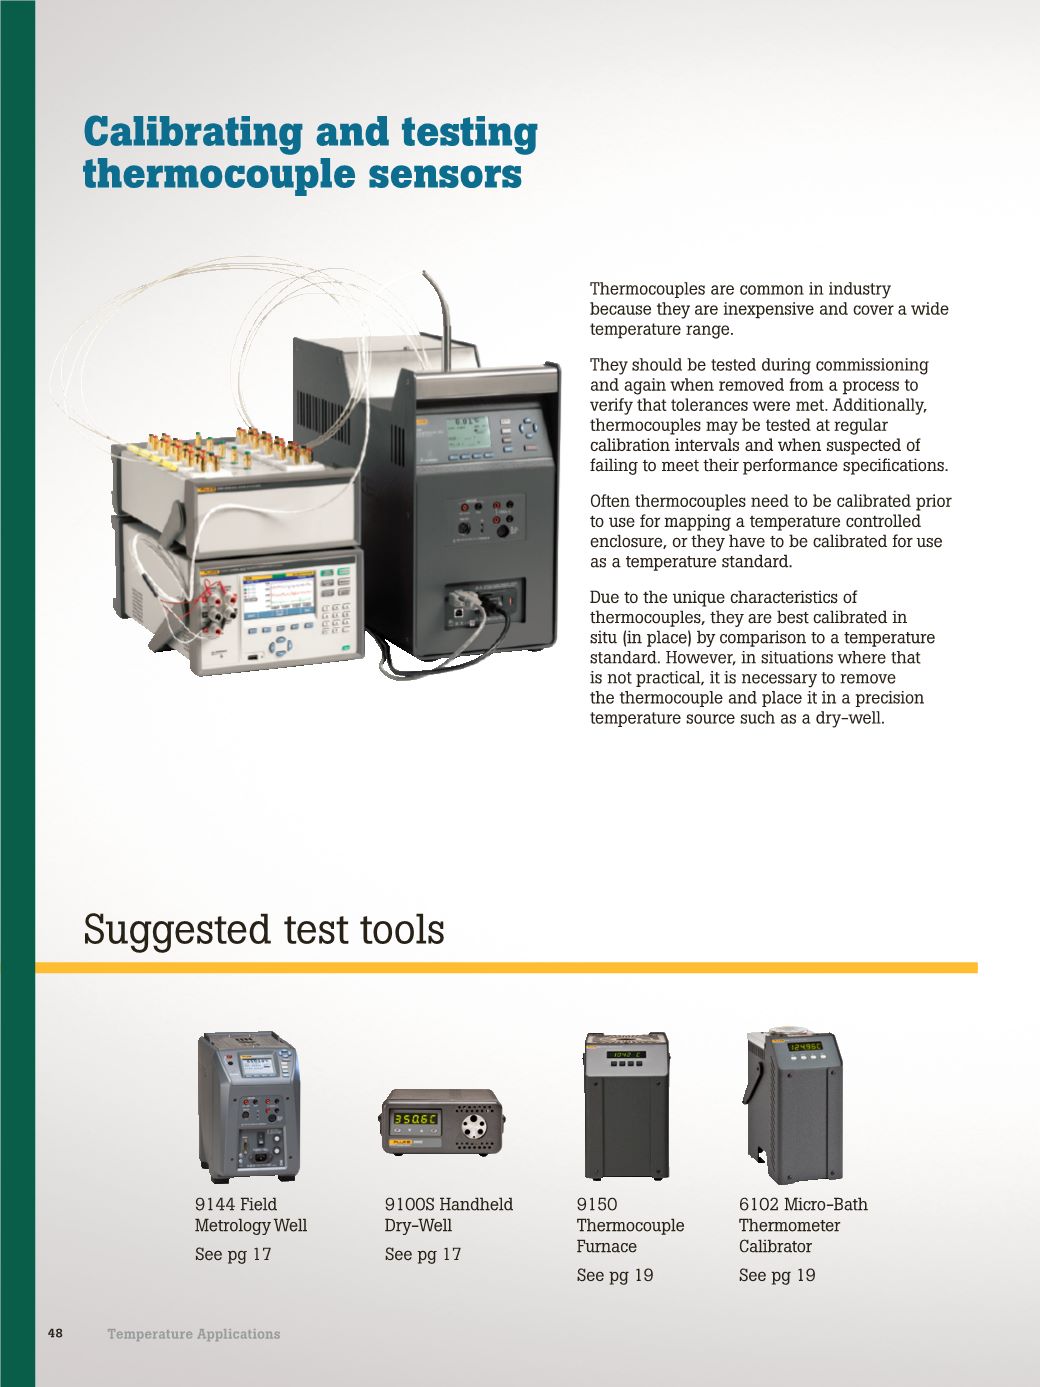 Calibrating and testing
thermocouple sensors
Thermocouples are common in industry
because they are inexpensive and cover a wide
temperature range.
They should be tested during commissioning
and again when removed from a process to
verify that tolerances were met. Additionally,
thermocouples may be tested at regular
calibration intervals and when suspected of
failing to meet their performance specifications.
Often thermocouples need to be calibrated prior
to use for mapping a temperature controlled
enclosure, or they have to be calibrated for use
as a temperature standard.
Due to the unique characteristics of
thermocouples, they are best calibrated in
situ (in place) by comparison to a temperature
standard. However, in situations where that
is not practical, it is necessary to remove
the thermocouple and place it in a precision
temperature source such as a dry-well.
Suggested test tools
350.6C
FLUKE
1042 C
124.96C
9144 Field
Metrology Well
See pg 17
9100S Handheld
Dry-Well
See pg 17
9150
Thermocouple
Furnace
See pg 19
6102 Micro-Bath
Thermometer
Calibrator
See pg 19
48
Temperature Applications